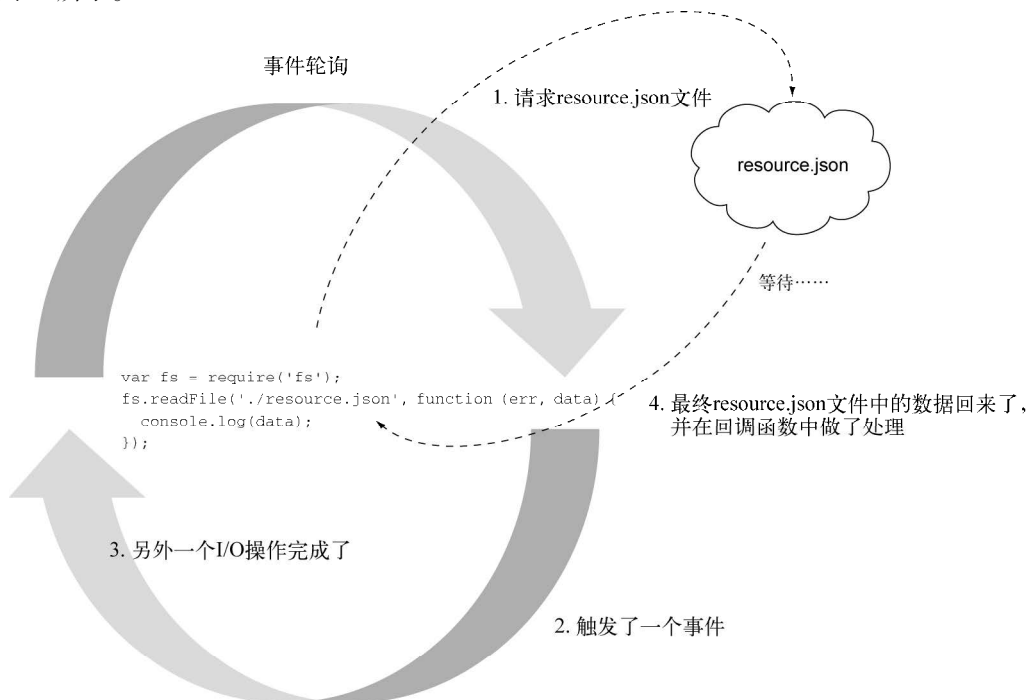 事件轮询
1. 请求resource.json文件
resource.json
等待……
var fs = require('fs');
fs.readFile('./resource.json', function (err, data) {
  console.log(data);
});
4. 最终resource.json文件中的数据回来了，
并在回调函数中做了处理
3. 另外一个I/O操作完成了
2. 触发了一个事件